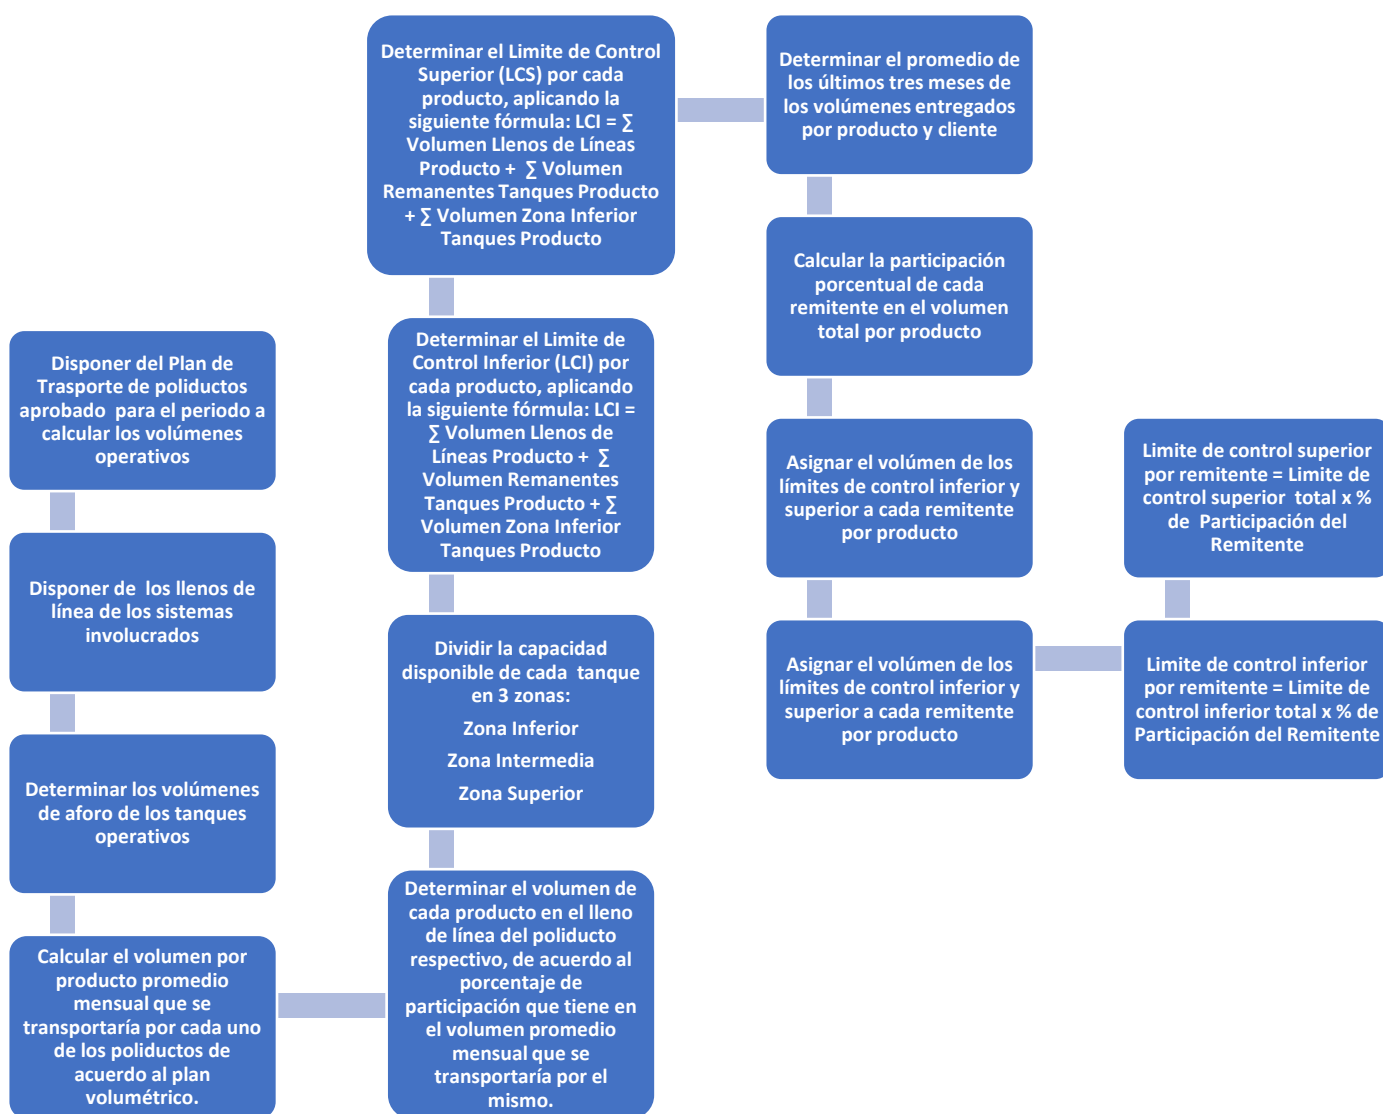 Disponer del Plan de
Trasporte de poliductos
aprobado para el periodo a
calcular los volúmenes
operativos
Disponer de los llenos de
línea de los sistemas
involucrados
Determinar los volúmenes
de aforo de los tanques
operativos
Calcular el volumen por
producto promedio
mensual que se
transportaría por cada uno
de los poliductos de
acuerdo al plan
volumétrico.
Determinar el volumen de
cada producto en el lleno
de línea del poliducto
respectivo, de acuerdo al
porcentaje de
participación que tiene en
el volumen promedio
mensual que se
transportaría por el
mismo.
Dividir la capacidad
disponible de cada tanque
en 3 zonas:
Zona Inferior
Zona Intermedia
Zona Superior
Determinar el Limite de
Control Inferior (LCI) por
cada producto, aplicando
la siguiente fórmula: LCI =
∑ Volumen Llenos de
Líneas Producto + ∑
Volumen Remanentes
Tanques Producto + ∑
Volumen Zona Inferior
Tanques Producto
Determinar el Limite de Control
Superior (LCS) por cada
producto, aplicando la
siguiente fórmula: LCI = ∑
Volumen Llenos de Líneas
Producto + ∑ Volumen
Remanentes Tanques Producto
+ ∑ Volumen Zona Inferior
Tanques Producto
Determinar el promedio de
los últimos tres meses de
los volúmenes entregados
por producto y cliente
Calcular la participación
porcentual de cada
remitente en el volumen
total por producto
Asignar el volúmen de los
límites de control inferior y
superior a cada remitente
por producto
Asignar el volúmen de los
límites de control inferior y
superior a cada remitente
por producto
Limite de control inferior
por remitente = Limite de
control inferior total x % de
Participación del Remitente
Limite de control superior
por remitente = Limite de
control superior total x %
de Participación del
Remitente